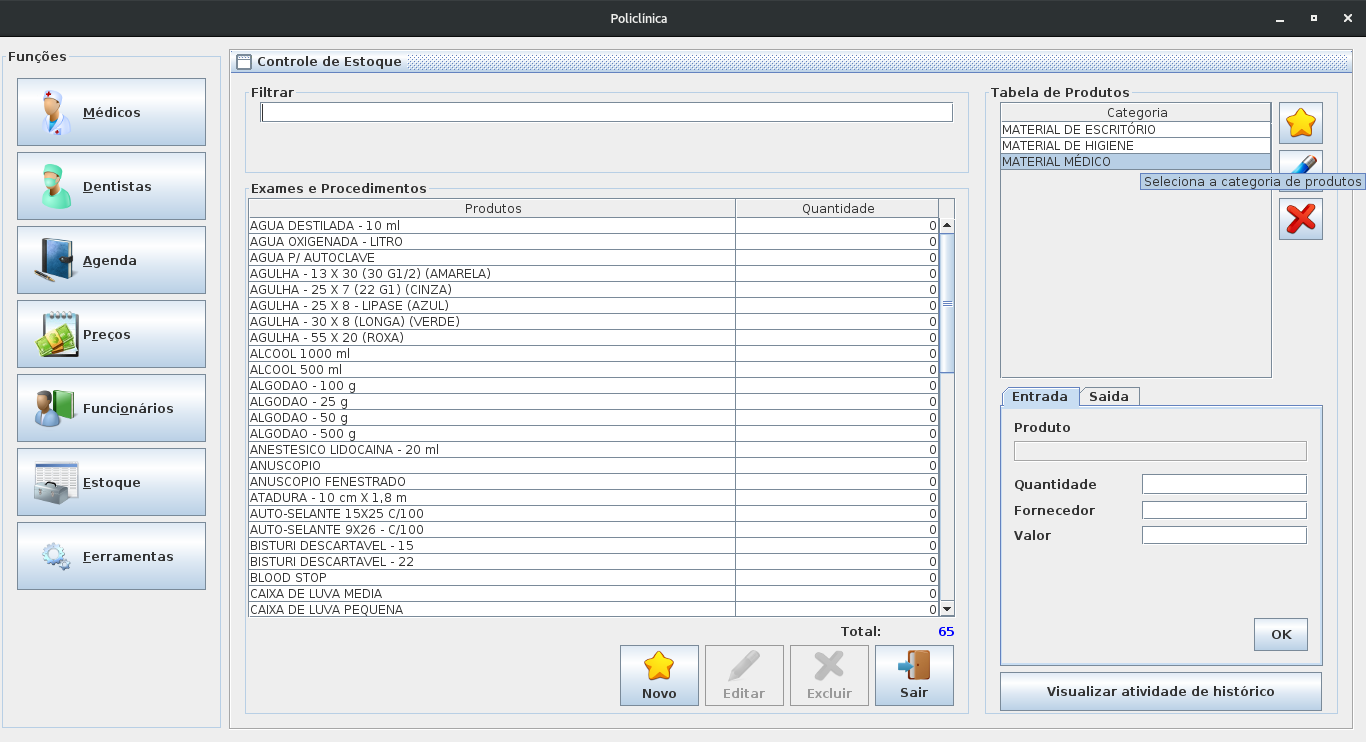 Policlínica
Funções
Médicos
Dentistas
Agenda
Preços
Funcionários
Estoque
Ferramentas
Controle de Estoque
Filtrar
Exames e Procedimentos
Produtos Quantidade
AGUA DESTILADA - 10 ml 0
AGUA OXIGENADA - LITRO 0
AGUA P/ AUTOCLAVE 0
AGULHA - 13 X 30 (30 G1/2) (AMARELA) 0
AGULHA - 25 X 7 (22 G1) (CINZA) 0
AGULHA - 25 X 8 - LIPASE (AZUL) 0
AGULHA - 30 X 8 (LONGA) (VERDE) 0
AGULHA - 55 X 20 (ROXA) 0
ALCOOL 1000 ml 0
ALCOOL 500 ml 0
ALGODAO - 100 g 0
ALGODAO - 25 g 0
ALGODAO - 50 g 0
ALGODAO - 500 g 0
ANESTESICO LIDOCAINA - 20 ml 0
ANUSCOPIO 0
ANUSCOPIO FENESTRADO 0
ATADURA - 10 cm X 1,8 m 0
AUTO-SELANTE 15X25 C/100 0
AUTO-SELANTE 9X26 - C/100 0
BISTURI DESCARTAVEL - 15 0
BISTURI DESCARTAVEL - 22 0
BLOOD STOP 0
CAIXA DE LUVA MEDIA 0
CAIXA DE LUVA PEQUENA 0
Total: 65
Novo
Editar
Excluir
Sair
Tabela de Produtos
Categoria
MATERIAL DE ESCRITÓRIO
MATERIAL DE HIGIENE
MATERIAL MÉDICO
Seleciona a categoria de produtos
Entrada Saida
Produto
Quantidade
Fornecedor
Valor
OK
Visualizar atividade de histórico